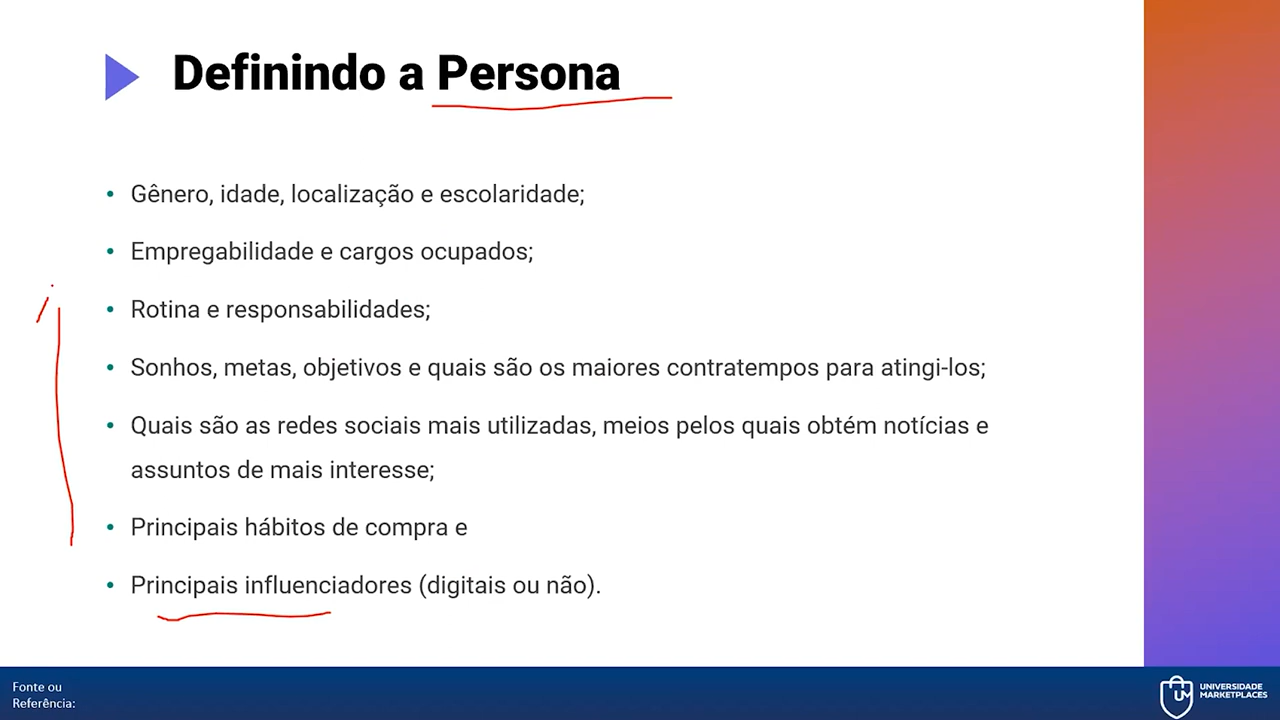 Definindo a Persona
• Gênero, idade, localização e escolaridade;
• Empregabilidade e cargos ocupados;
• Rotina e responsabilidades;
• Sonhos, metas, objetivos e quais são os maiores contratempos para atingi-los;
• Quais são as redes sociais mais utilizadas, meios pelos quais obtém notícias e
assuntos de mais interesse;
• Principais hábitos de compra e
• Principais influenciadores (digitais ou não).
Fonte ou
Referência:
UM
UNIVERSIDADE
MARKETPLACES